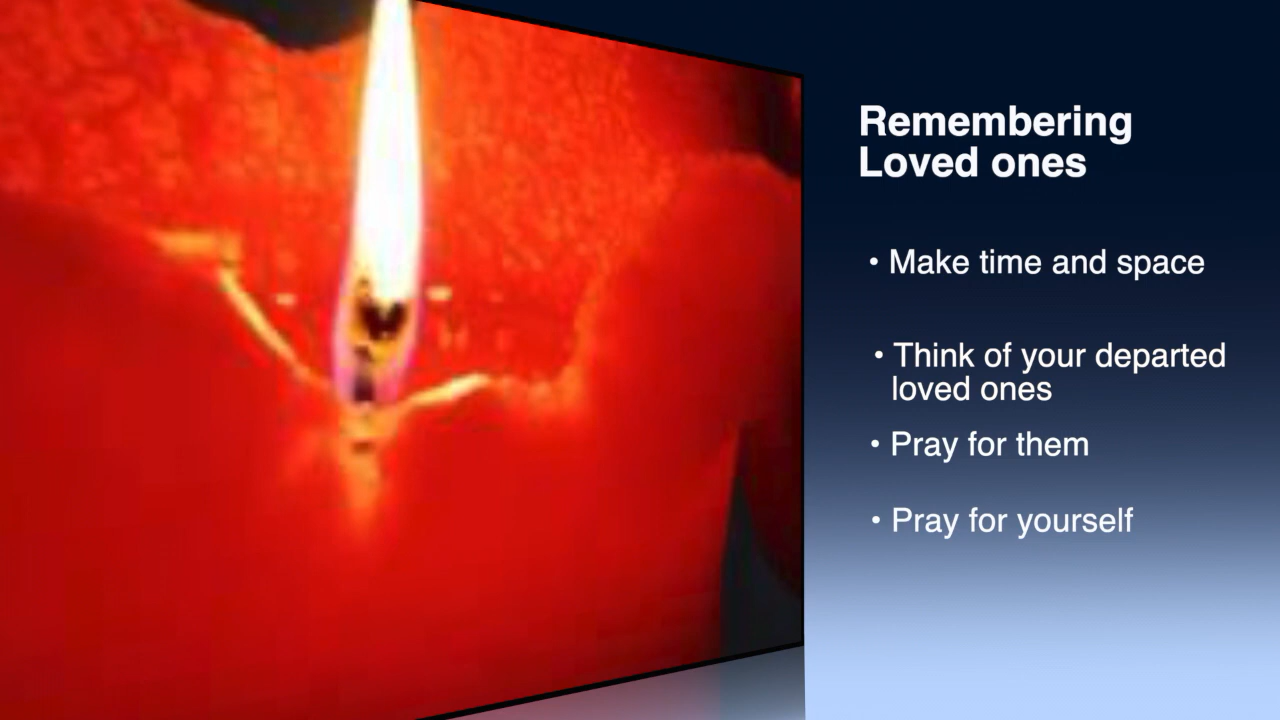 Remembering
Loved ones
• Make time and space
• Think of your departed
loved ones
• Pray for them
• Pray for yourself